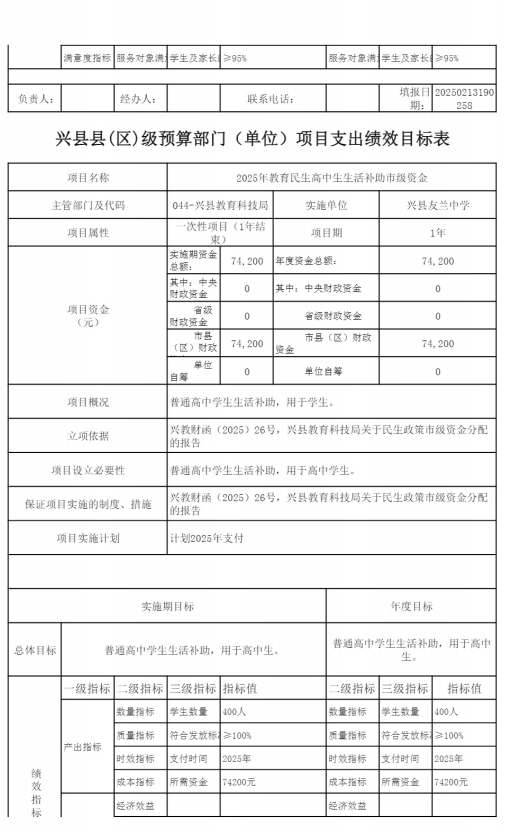 满意度指标 服务对象满意 学生及家长 ≥95% 服务对象满意 学生及家长 ≥95%
负责人： 经办人： 联系电话： 填报日期： 20250213190258
兴县县(区)级预算部门（单位）项目支出绩效目标表
项目名称 2025年教育民生高中生生活补助市级资金
主管部门及代码 044-兴县教育科技局 实施单位 兴县友兰中学
项目属性 一次性项目（1年结束） 项目期 1年
项目资金（元） 实施期资金总额： 74,200 年度资金总额： 74,200
其中：中央财政资金 0 其中：中央财政资金 0
省级财政资金 0 省级财政资金 0
市县（区）财政 74,200 市县（区）财政资金 74,200
单位自筹 0 单位自筹 0
项目概况 普通高中学生生活补助，用于学生。
立项依据 兴教财函（2025）26号，兴县教育科技局关于民生政策市级资金分配的报告
项目设立必要性 普通高中学生生活补助，用于高中学生。
保证项目实施的制度、措施 兴教财函（2025）26号，兴县教育科技局关于民生政策市级资金分配的报告
项目实施计划 计划2025年支付
实施期目标 年度目标
总体目标 普通高中学生生活补助，用于高中生。 普通高中学生生活补助，用于高中生。
绩效指标 一级指标 二级指标 三级指标 指标值 二级指标 三级指标 指标值
产出指标 数量指标 学生数量 400人 数量指标 学生数量 400人
质量指标 符合发放标 ≥100% 质量指标 符合发放标 ≥100%
时效指标 支付时间 2025年 时效指标 支付时间 2025年
成本指标 所需资金 74200元 成本指标 所需资金 74200元
经济效益 经济效益